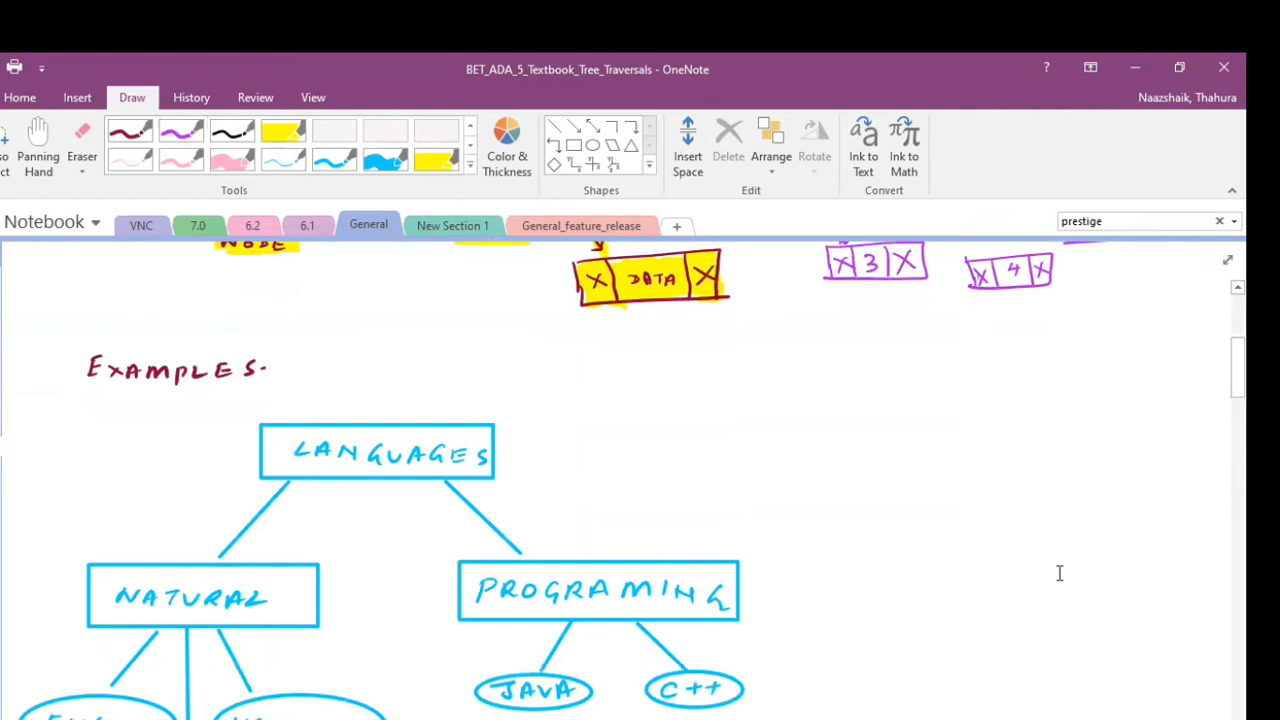 BET_ADA_5_Textbook_Tree_Traversals - OneNote
?
Home Insert Draw History Review View
Naazshaik, Thahura
Panning Hand
Eraser
Color & Thickness
Insert Space
Delete
Arrange
Rotate
Ink to Text
Ink to Math
Tools
Shapes
Edit
Convert
Notebook
VNC 7.0 6.2 6.1 General New Section 1 General_feature_release +
prestige
NODE
X DATA X
X 3 X
X 4 X
EXAMPLES.
LANGUAGES
NATURAL
PROGRAMING
JAVA
C++